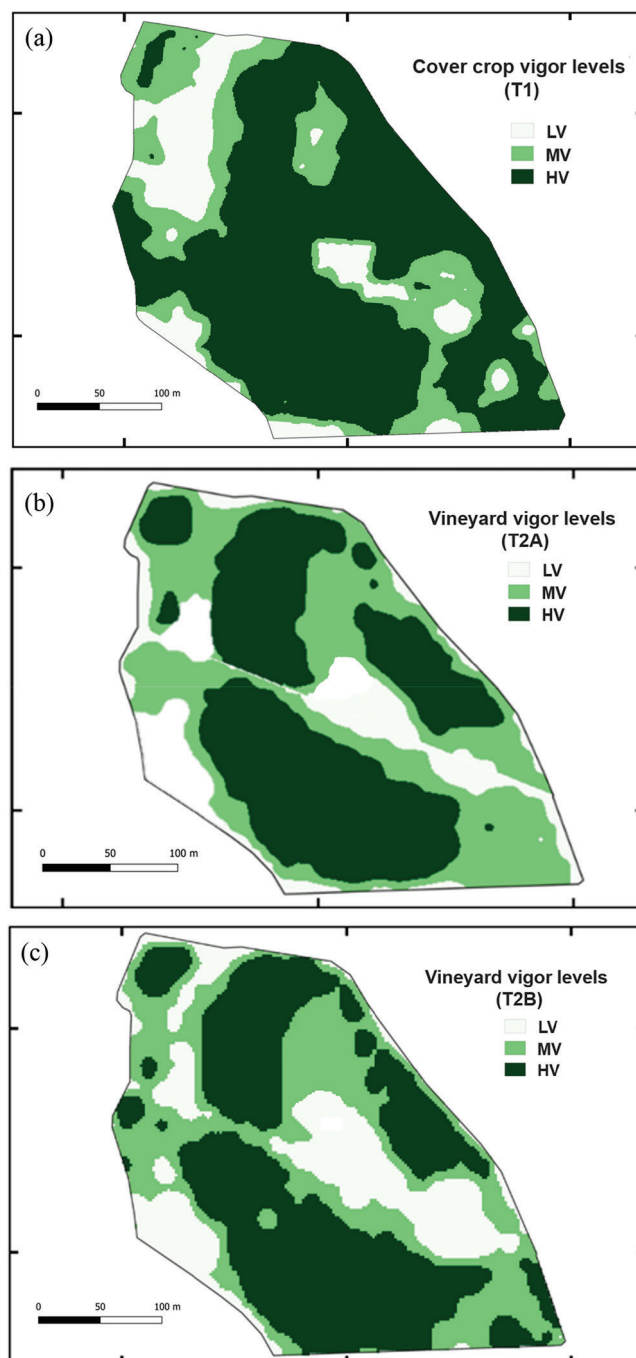 (a)
Cover crop vigor levels
(T1)
LV
MV
HV
0 50 100 m
(b)
Vineyard vigor levels
(T2A)
LV
MV
HV
0 50 100 m
(c)
Vineyard vigor levels
(T2B)
LV
MV
HV
0 50 100 m